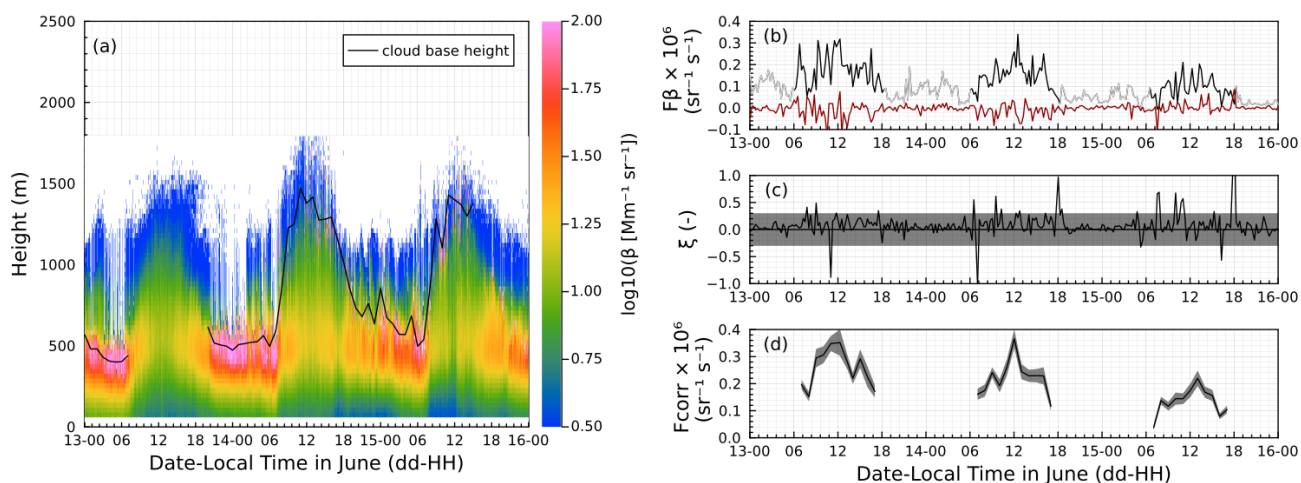 2500
2000
1500
1000
500
0
Height (m)
(a)
cloud base height
13-00 06 12 18 14-00 06 12 18 15-00 06 12 18 16-00
Date-Local Time in June (dd-HH)
2.00
1.75
1.50
1.25
1.00
0.75
0.50
log10(β [Mm⁻¹ sr⁻¹])
(b)
Fβ × 10⁶
(sr⁻¹ s⁻¹)
0.4
0.3
0.2
0.1
0.0
−0.1
13-00 06 12 18 14-00 06 12 18 15-00 06 12 18 16-00
(c)
ξ (-)
1.0
0.5
0.0
−0.5
−1.0
13-00 06 12 18 14-00 06 12 18 15-00 06 12 18 16-00
(d)
Fcorr × 10⁶
(sr⁻¹ s⁻¹)
0.4
0.3
0.2
0.1
0.0
13-00 06 12 18 14-00 06 12 18 15-00 06 12 18 16-00
Date-Local Time in June (dd-HH)